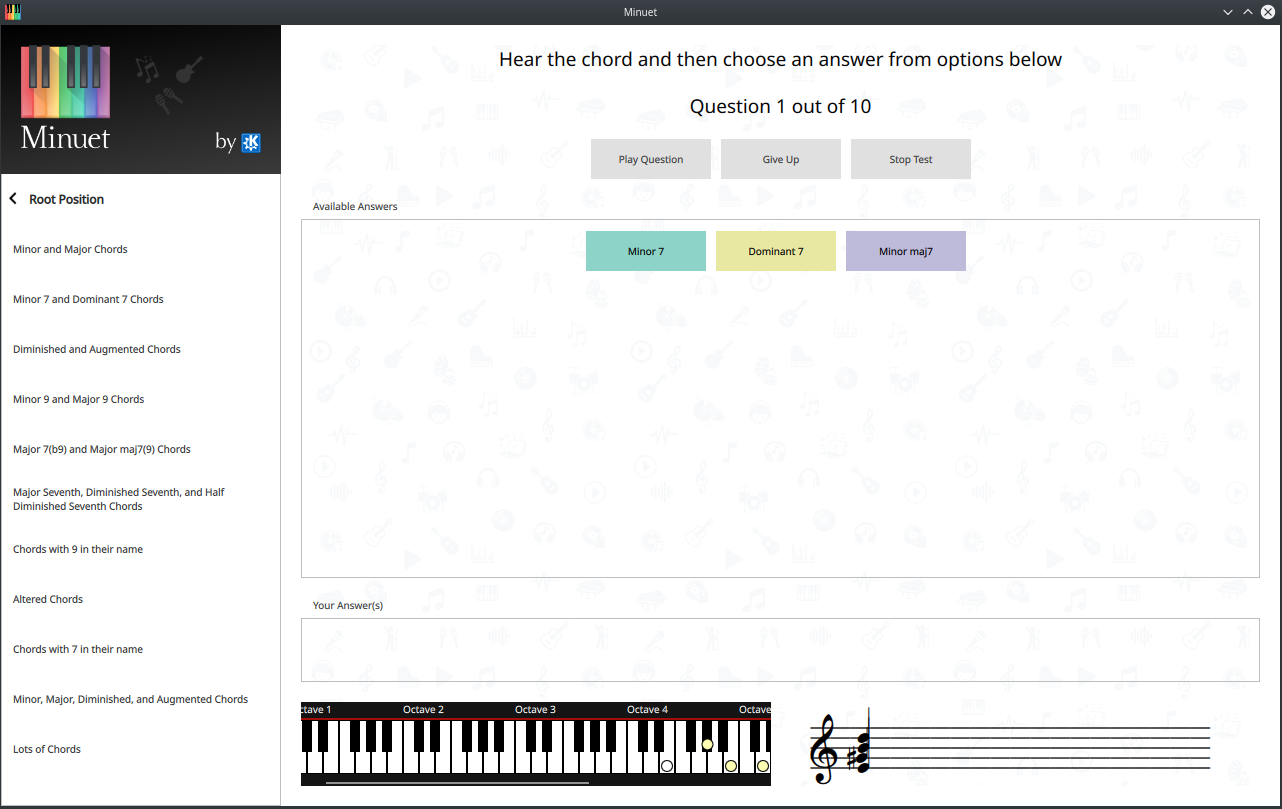 Minuet
Minuet
by
Root Position
Minor and Major Chords
Minor 7 and Dominant 7 Chords
Diminished and Augmented Chords
Minor 9 and Major 9 Chords
Major 7(b9) and Major maj7(9) Chords
Major Seventh, Diminished Seventh, and Half
Diminished Seventh Chords
Chords with 9 in their name
Altered Chords
Chords with 7 in their name
Minor, Major, Diminished, and Augmented Chords
Lots of Chords
Hear the chord and then choose an answer from options below
Question 1 out of 10
Play Question
Give Up
Stop Test
Available Answers
Minor 7
Dominant 7
Minor maj7
Your Answer(s)
ctave 1
Octave 2
Octave 3
Octave 4
Octave